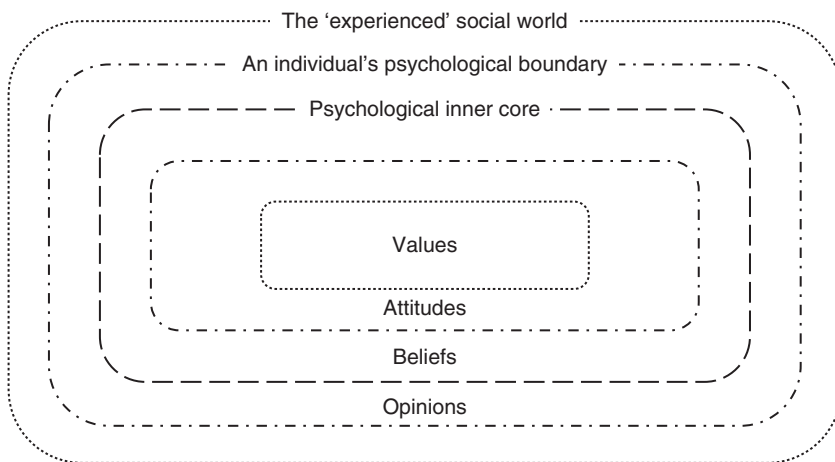 The ‘experienced’ social world
An individual’s psychological boundary
Psychological inner core
Values
Attitudes
Beliefs
Opinions